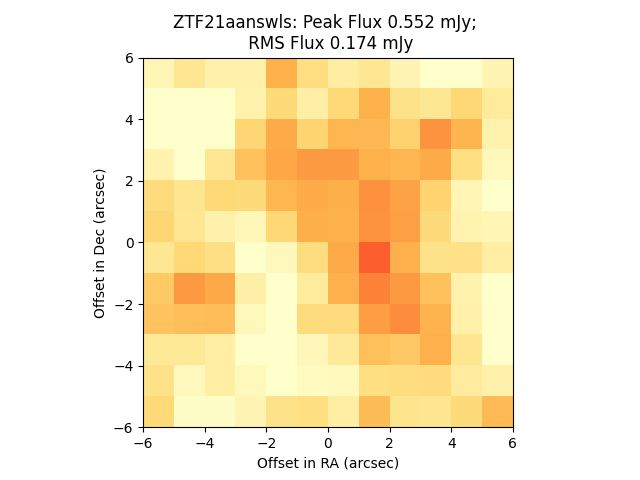 ZTF21aanswls: Peak Flux 0.552 mJy;
RMS Flux 0.174 mJy
6
4
2
0
−2
−4
−6
Offset in Dec (arcsec)
−6 −4 −2 0 2 4 6
Offset in RA (arcsec)